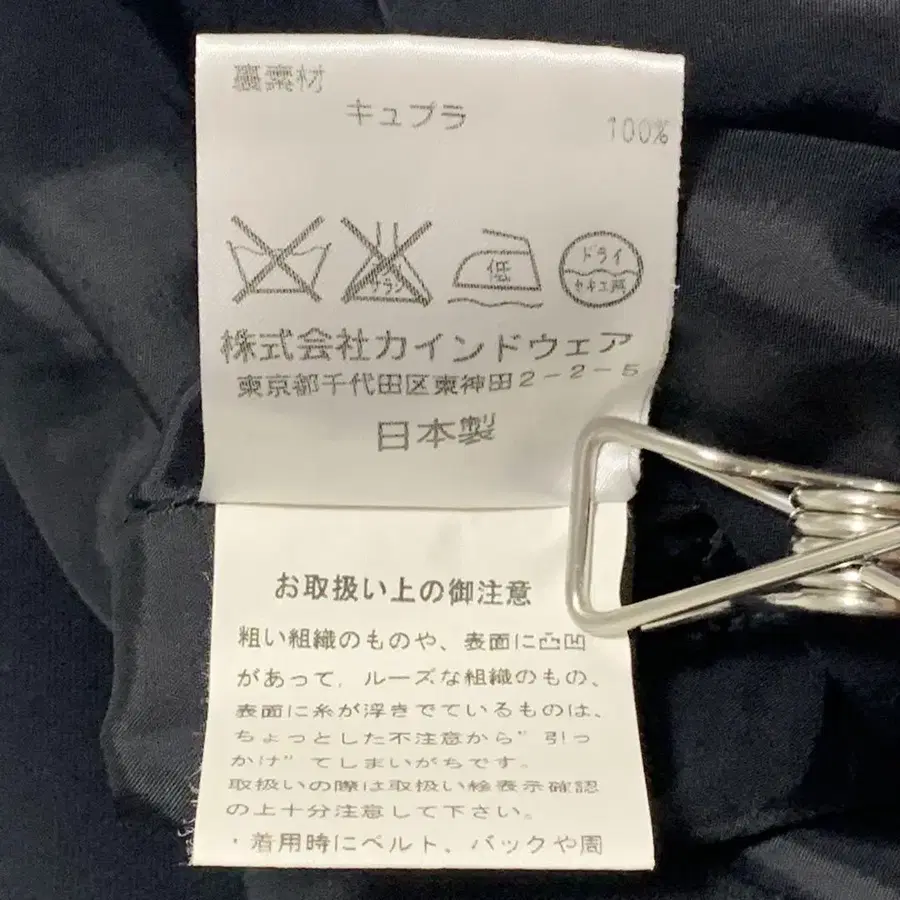 裏素材
キュプラ
100%
低
ドライ
セキユ系
株式会社カインドウェア
東京都千代田区東神田2-2-5
日本製
お取扱い上の御注意
粗い組織のものや、表面に凸凹
があって、ルーズな組織のもの、
表面に糸が浮きでているものは、
ちょっとした不注意から"引っ
かけ"てしまいがちです。
取扱いの際は取扱い絵表示確認
の上十分注意して下さい。
・着用時にベルト、バックや周